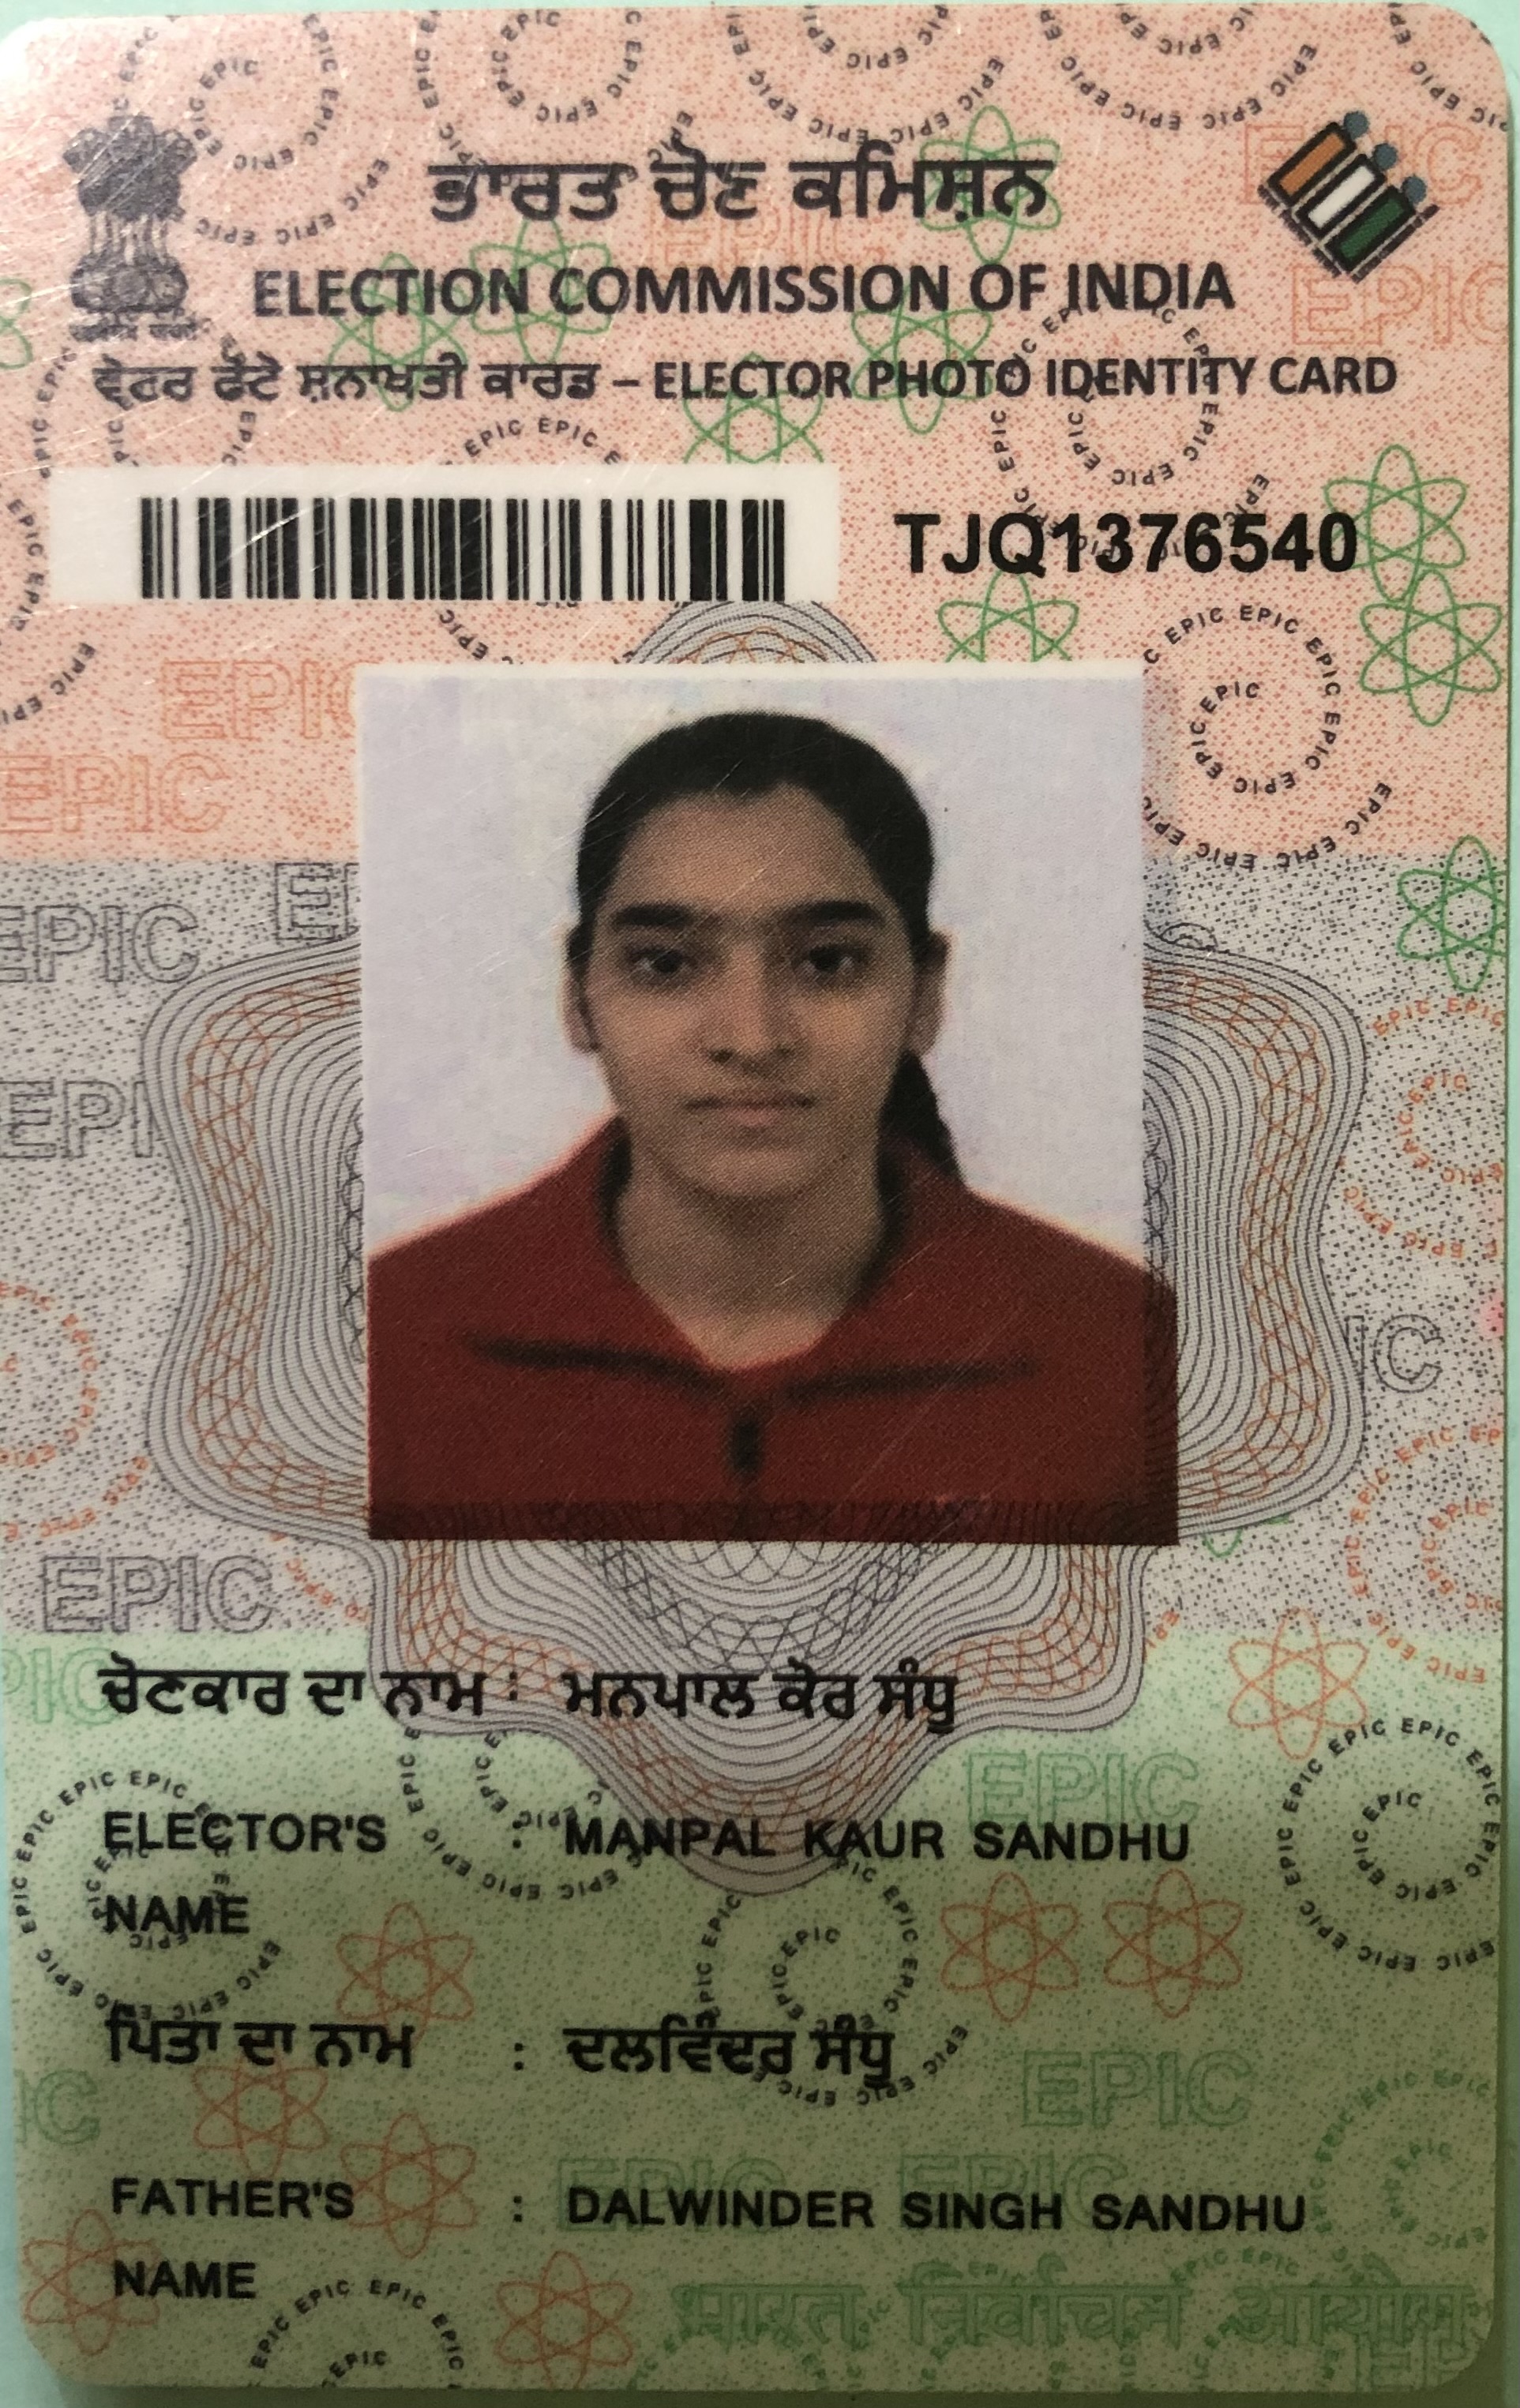 ਭਾਰਤ ਚੋਣ ਕਮਿਸ਼ਨ
ELECTION COMMISSION OF INDIA
ਵੋਟਰ ਫੋਟੋ ਸ਼ਨਾਖਤੀ ਕਾਰਡ – ELECTOR PHOTO IDENTITY CARD
TJQ1376540
ਚੋਣਕਾਰ ਦਾ ਨਾਮ : ਮਨਪਾਲ ਕੋਰ ਸੰਧੂ
ELECTOR'S : MANPAL KAUR SANDHU
NAME
ਪਿਤਾ ਦਾ ਨਾਮ : ਦਲਵਿੰਦਰ ਸੰਧੂ
FATHER'S : DALWINDER SINGH SANDHU
NAME
भारत निर्वाचन आयोग